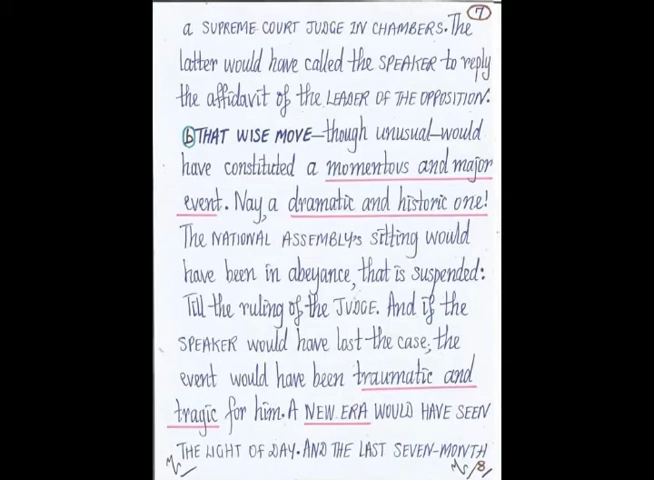 7
a SUPREME COURT JUDGE IN CHAMBERS. The
latter would have called the SPEAKER to reply
the affidavit of the LEADER OF THE OPPOSITION.
(b) THAT WISE MOVE—though unusual—would
have constituted a momentous and major
event. Nay, a dramatic and historic one!
The NATIONAL ASSEMBLY's sitting would
have been in abeyance, that is suspended:
Till the ruling of the JUDGE. And if the
SPEAKER would have lost the case, the
event would have been traumatic and
tragic for him. A NEW ERA WOULD HAVE SEEN
THE LIGHT OF DAY. AND THE LAST SEVEN-MONTH
/8